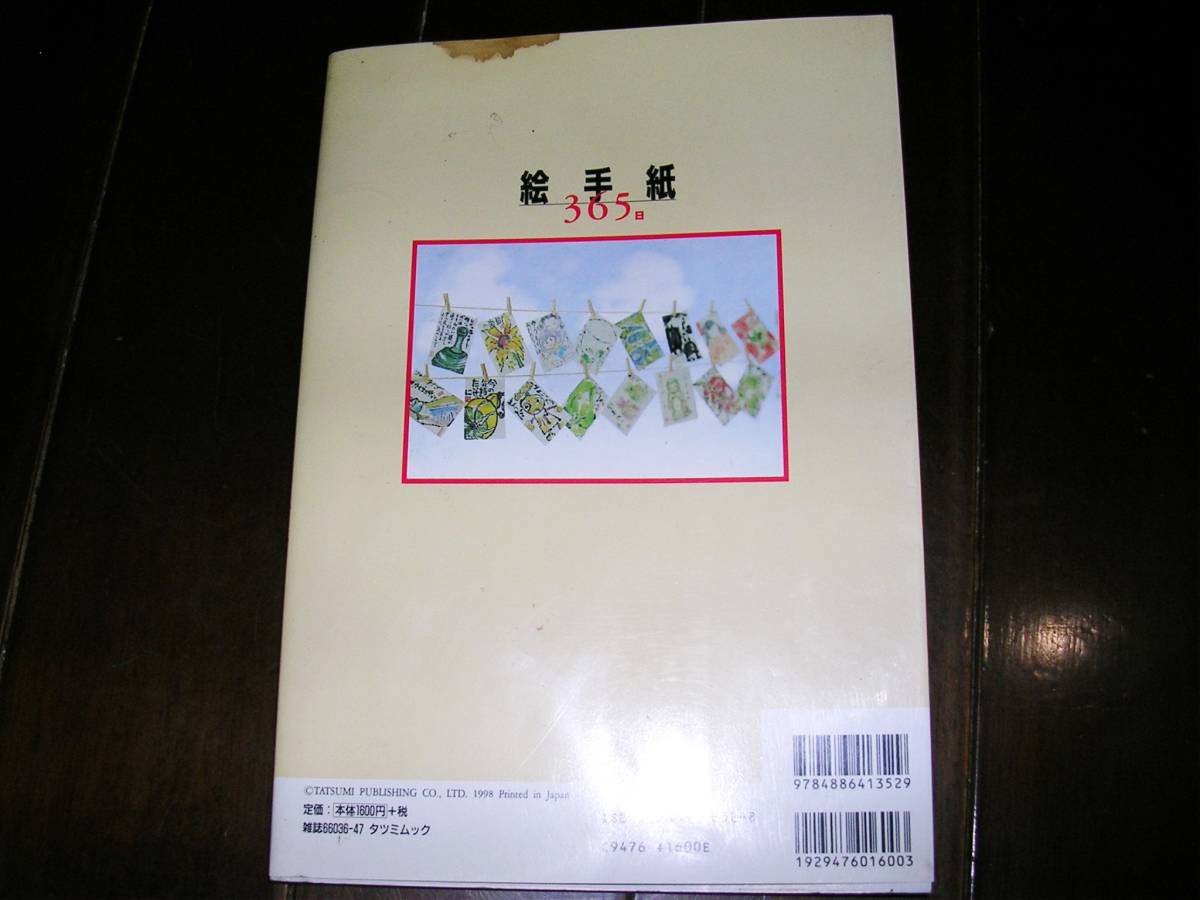 絵手紙
365日
©TATSUMI PUBLISHING CO., LTD. 1998 Printed in Japan
定価：本体1600円+税
雑誌66036-47 タツミムック
9784886413529
C9476 ¥1600E
1929476016003